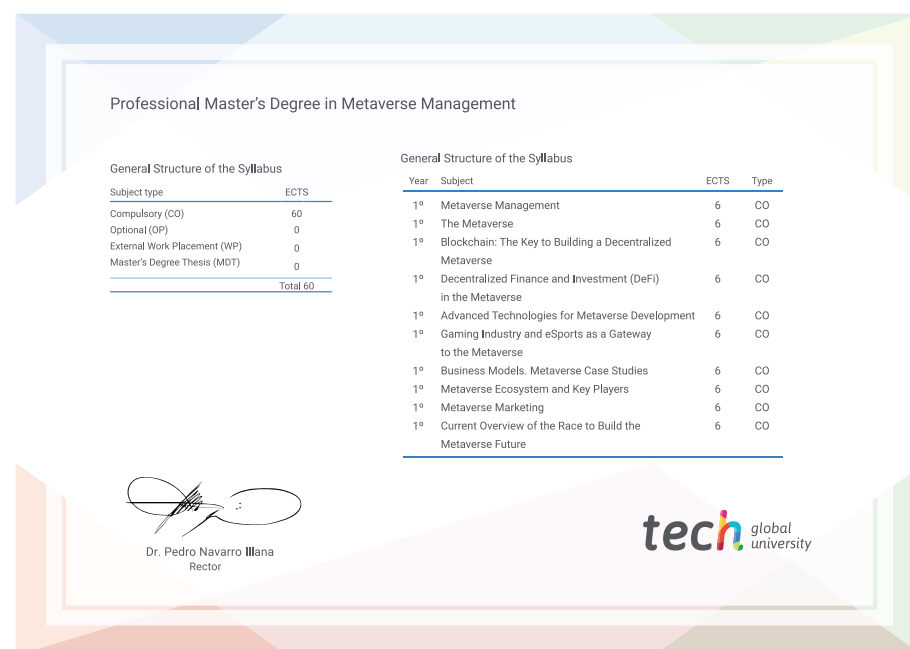 Professional Master's Degree in Metaverse Management
General Structure of the Syllabus
Subject type ECTS
Compulsory (CO) 60
Optional (OP) 0
External Work Placement (WP) 0
Master's Degree Thesis (MDT) 0
Total 60
General Structure of the Syllabus
Year Subject ECTS Type
1º Metaverse Management 6 CO
1º The Metaverse 6 CO
1º Blockchain: The Key to Building a Decentralized 6 CO
Metaverse
1º Decentralized Finance and Investment (DeFi) 6 CO
in the Metaverse
1º Advanced Technologies for Metaverse Development 6 CO
1º Gaming Industry and eSports as a Gateway 6 CO
to the Metaverse
1º Business Models. Metaverse Case Studies 6 CO
1º Metaverse Ecosystem and Key Players 6 CO
1º Metaverse Marketing 6 CO
1º Current Overview of the Race to Build the 6 CO
Metaverse Future
Dr. Pedro Navarro Illana
Rector
tech global
university